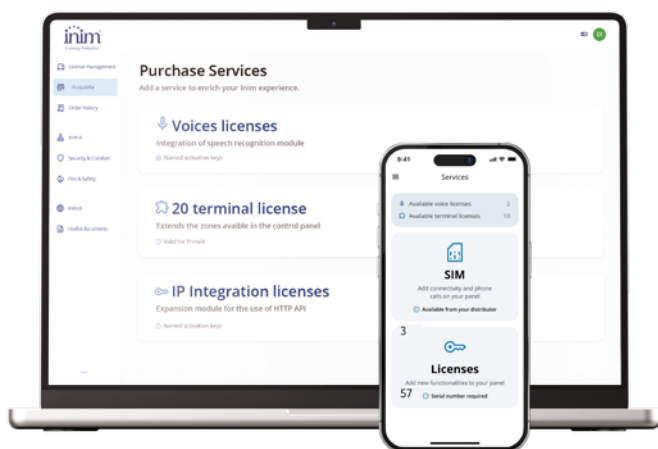 inim
Evolving Protection
License management
Acquista
Order history
Inim.it
Security & Comfort
Fire & Safety
Inim.it
Useful documents
DI
Purchase Services
Add a service to enrich your Inim experience.
Voices licenses
Integration of speech recognition module
Named activation keys
20 terminal license
Extends the zones avaible in the control panel
Valid for PrimeX
IP Integration licenses
Expansion module for the use of HTTP API
Named activation keys
9:41
Services
Available voice licenses 2
Available terminal licenses 13
SIM
Add connectivity and phone
calls on your panel
Available from your distributor
3
Licenses
Add new functionalities to your panel
57
Serial number required